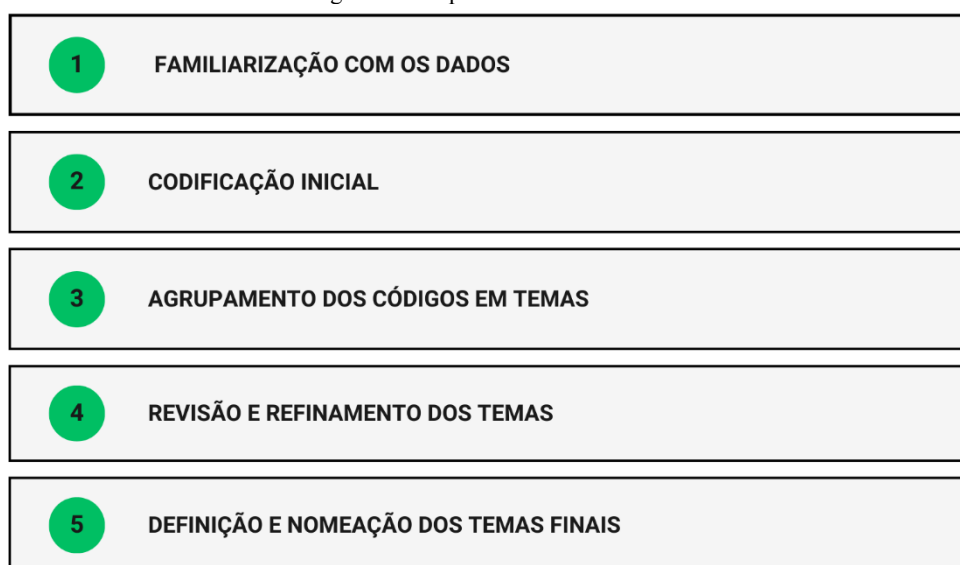 1 FAMILIARIZAÇÃO COM OS DADOS
2 CODIFICAÇÃO INICIAL
3 AGRUPAMENTO DOS CÓDIGOS EM TEMAS
4 REVISÃO E REFINAMENTO DOS TEMAS
5 DEFINIÇÃO E NOMEAÇÃO DOS TEMAS FINAIS